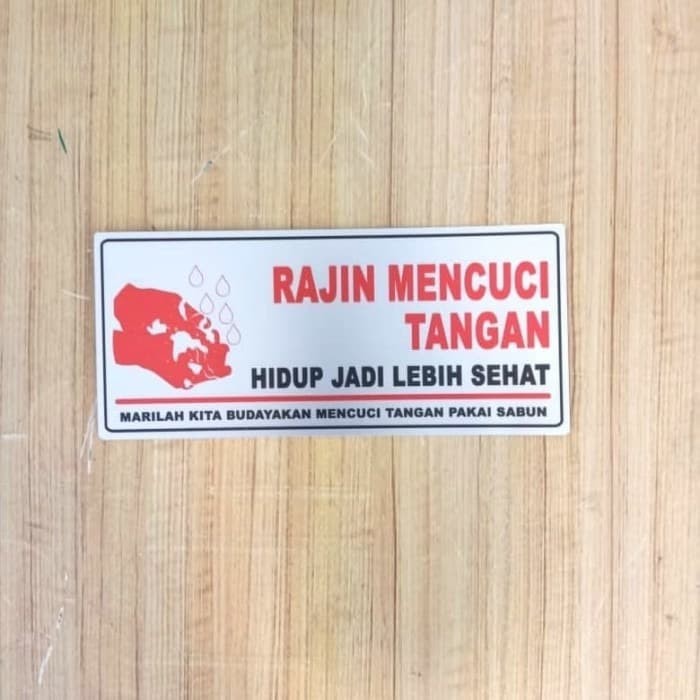 RAJIN MENCUCI
TANGAN
HIDUP JADI LEBIH SEHAT
MARILAH KITA BUDAYAKAN MENCUCI TANGAN PAKAI SABUN